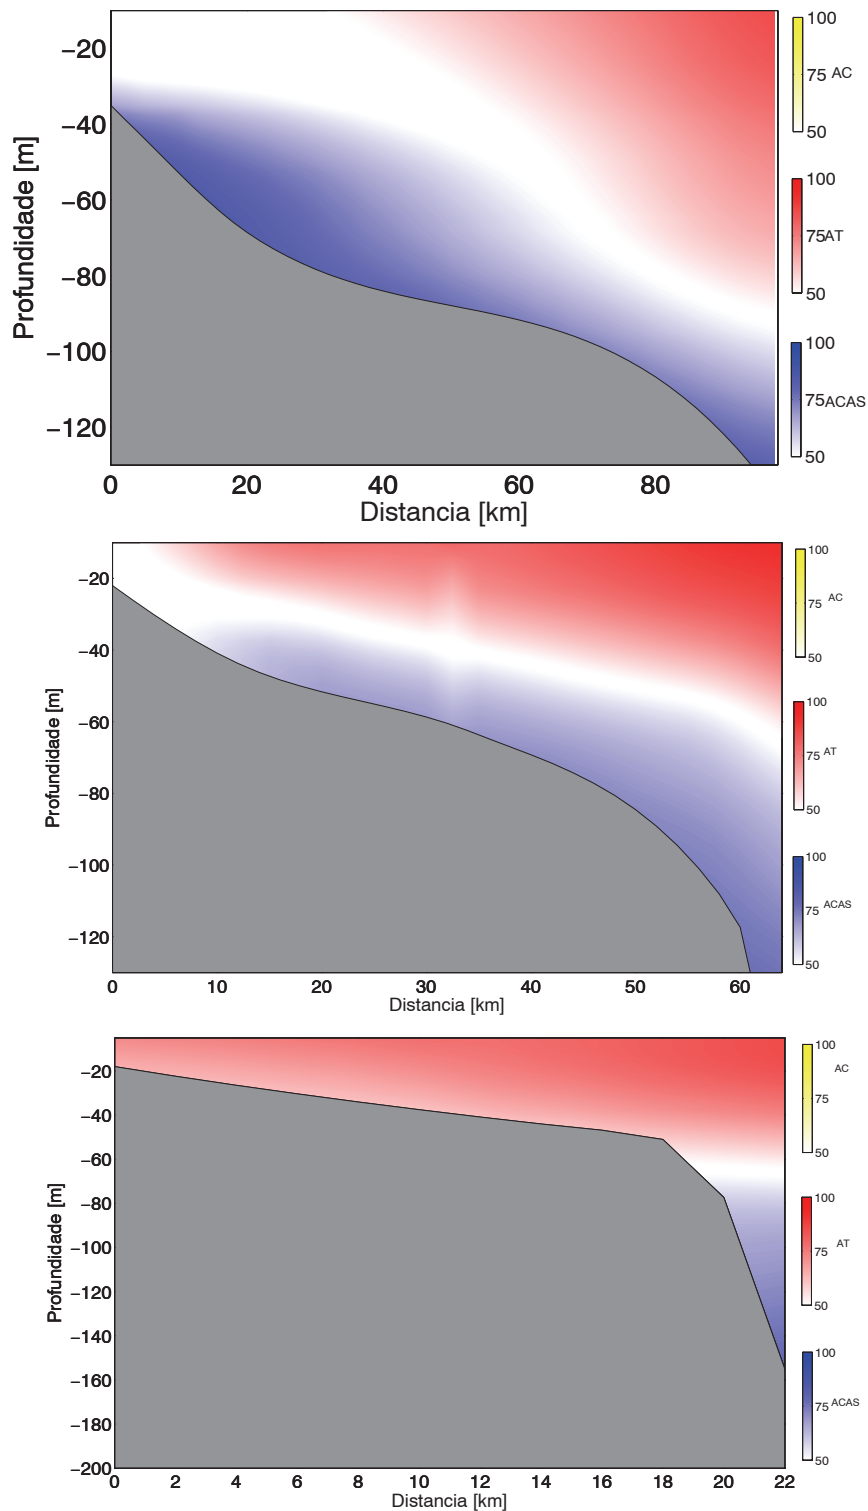 100
−20
75 AC
−40
50
−60
100
Profundidade [m]
75AT
−80
50
−100
100
−120
75ACAS
50
0 20 40 60 80
Distancia [km]
100
−20
75 AC
−40
50
−60
100
Profundidade [m]
75 AT
−80
50
−100
100
−120
75 ACAS
50
0 10 20 30 40 50 60
Distancia [km]
100
AC
−20
75
−40
50
−60
100
−80
Profundidade [m]
AT
75
−100
−120
50
−140
100
−160
75 ACAS
−180
50
−200
0 2 4 6 8 10 12 14 16 18 20 22
Distancia [km]